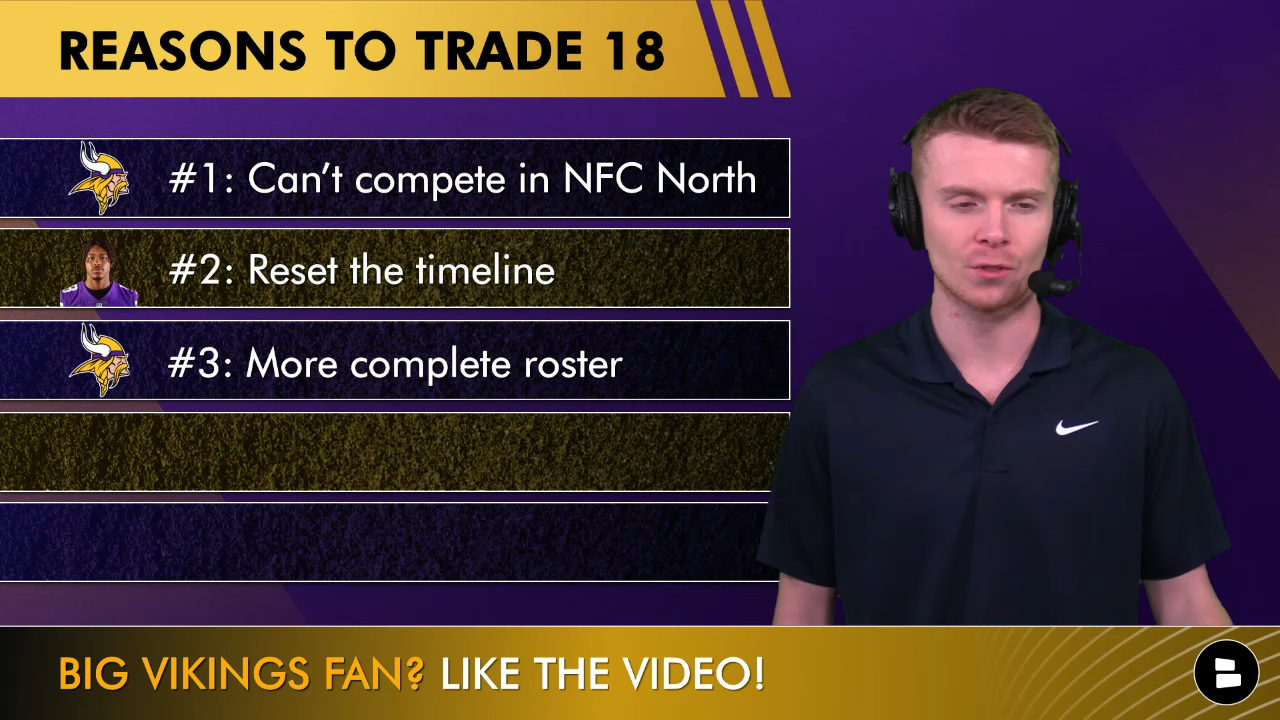 REASONS TO TRADE 18
#1: Can't compete in NFC North
#2: Reset the timeline
#3: More complete roster
BIG VIKINGS FAN? LIKE THE VIDEO!